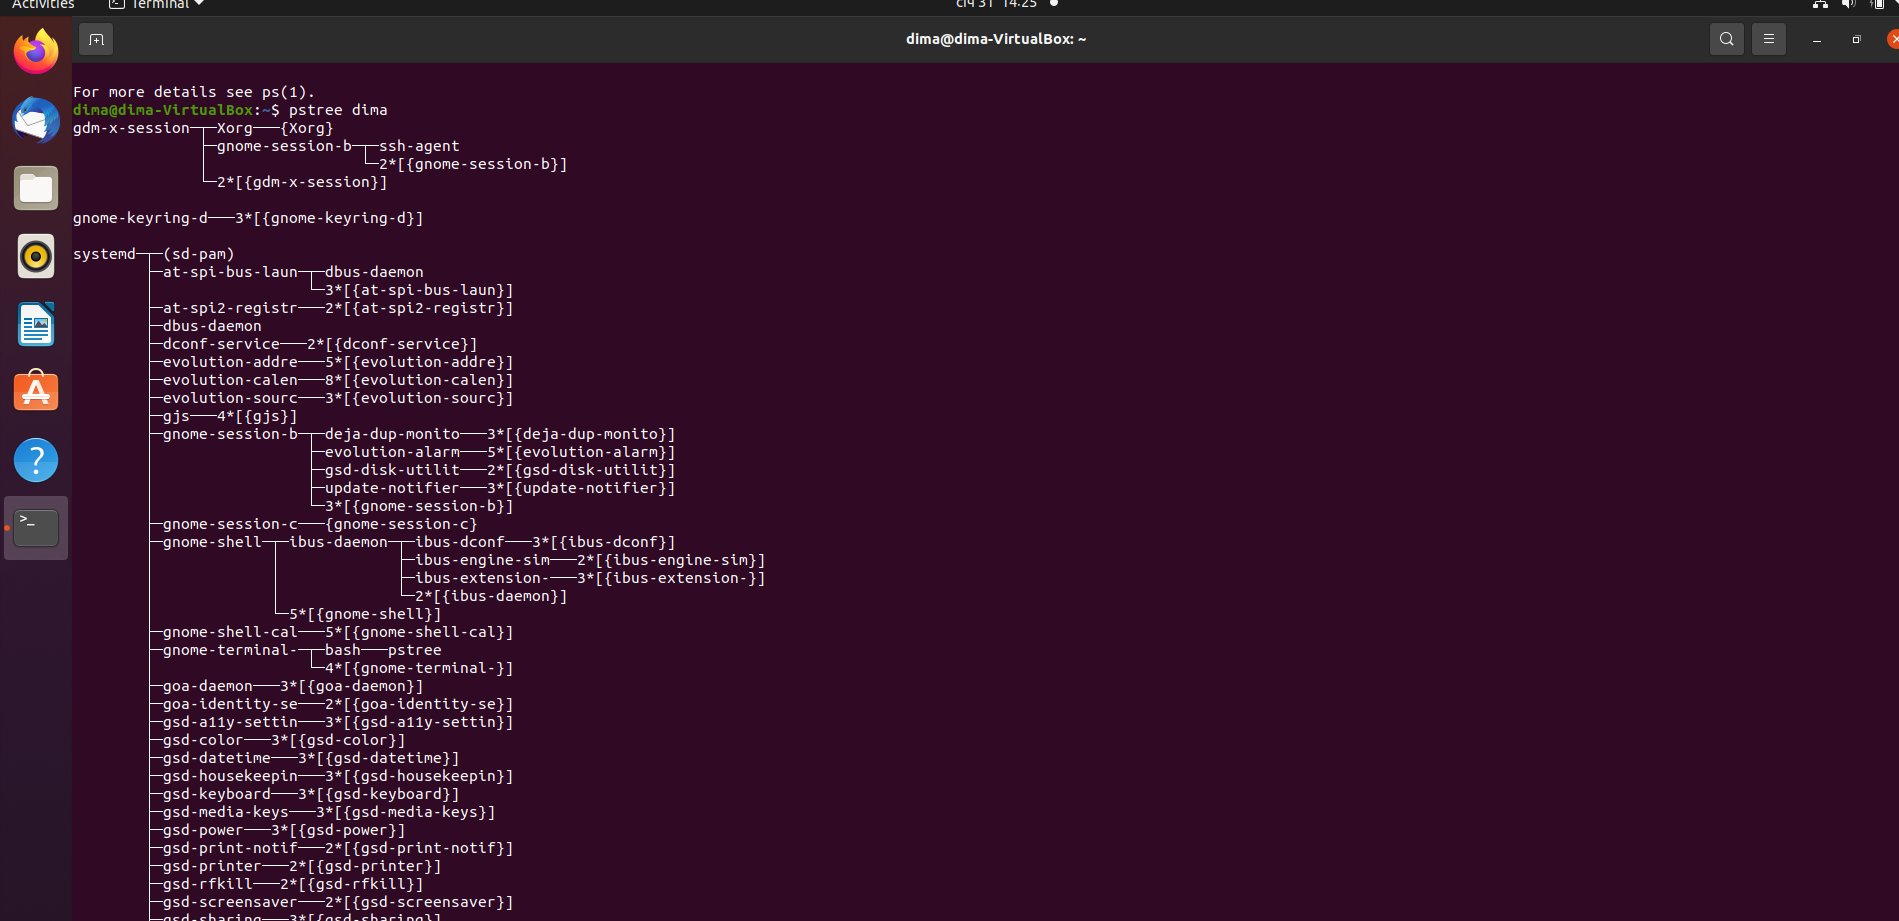 Activities Terminal січ 31 14:25
dima@dima-VirtualBox: ~
For more details see ps(1).
dima@dima-VirtualBox:~$ pstree dima
gdm-x-session─┬─Xorg───{Xorg}
              ├─gnome-session-b─┬─ssh-agent
              │                 └─2*[{gnome-session-b}]
              └─2*[{gdm-x-session}]
gnome-keyring-d───3*[{gnome-keyring-d}]
systemd─┬─(sd-pam)
        ├─at-spi-bus-laun─┬─dbus-daemon
        │                 └─3*[{at-spi-bus-laun}]
        ├─at-spi2-registr───2*[{at-spi2-registr}]
        ├─dbus-daemon
        ├─dconf-service───2*[{dconf-service}]
        ├─evolution-addre───5*[{evolution-addre}]
        ├─evolution-calen───8*[{evolution-calen}]
        ├─evolution-sourc───3*[{evolution-sourc}]
        ├─gjs───4*[{gjs}]
        ├─gnome-session-b─┬─deja-dup-monito───3*[{deja-dup-monito}]
        │                 ├─evolution-alarm───5*[{evolution-alarm}]
        │                 ├─gsd-disk-utilit───2*[{gsd-disk-utilit}]
        │                 ├─update-notifier───3*[{update-notifier}]
        │                 └─3*[{gnome-session-b}]
        ├─gnome-session-c───{gnome-session-c}
        ├─gnome-shell─┬─ibus-daemon─┬─ibus-dconf───3*[{ibus-dconf}]
        │             │             ├─ibus-engine-sim───2*[{ibus-engine-sim}]
        │             │             ├─ibus-extension-───3*[{ibus-extension-}]
        │             │             └─2*[{ibus-daemon}]
        │             └─5*[{gnome-shell}]
        ├─gnome-shell-cal───5*[{gnome-shell-cal}]
        ├─gnome-terminal-─┬─bash───pstree
        │                 └─4*[{gnome-terminal-}]
        ├─goa-daemon───3*[{goa-daemon}]
        ├─goa-identity-se───2*[{goa-identity-se}]
        ├─gsd-a11y-settin───3*[{gsd-a11y-settin}]
        ├─gsd-color───3*[{gsd-color}]
        ├─gsd-datetime───3*[{gsd-datetime}]
        ├─gsd-housekeepin───3*[{gsd-housekeepin}]
        ├─gsd-keyboard───3*[{gsd-keyboard}]
        ├─gsd-media-keys───3*[{gsd-media-keys}]
        ├─gsd-power───3*[{gsd-power}]
        ├─gsd-print-notif───2*[{gsd-print-notif}]
        ├─gsd-printer───2*[{gsd-printer}]
        ├─gsd-rfkill───2*[{gsd-rfkill}]
        ├─gsd-screensaver───2*[{gsd-screensaver}]
        ├─gsd-sharing───3*[{gsd-sharing}]